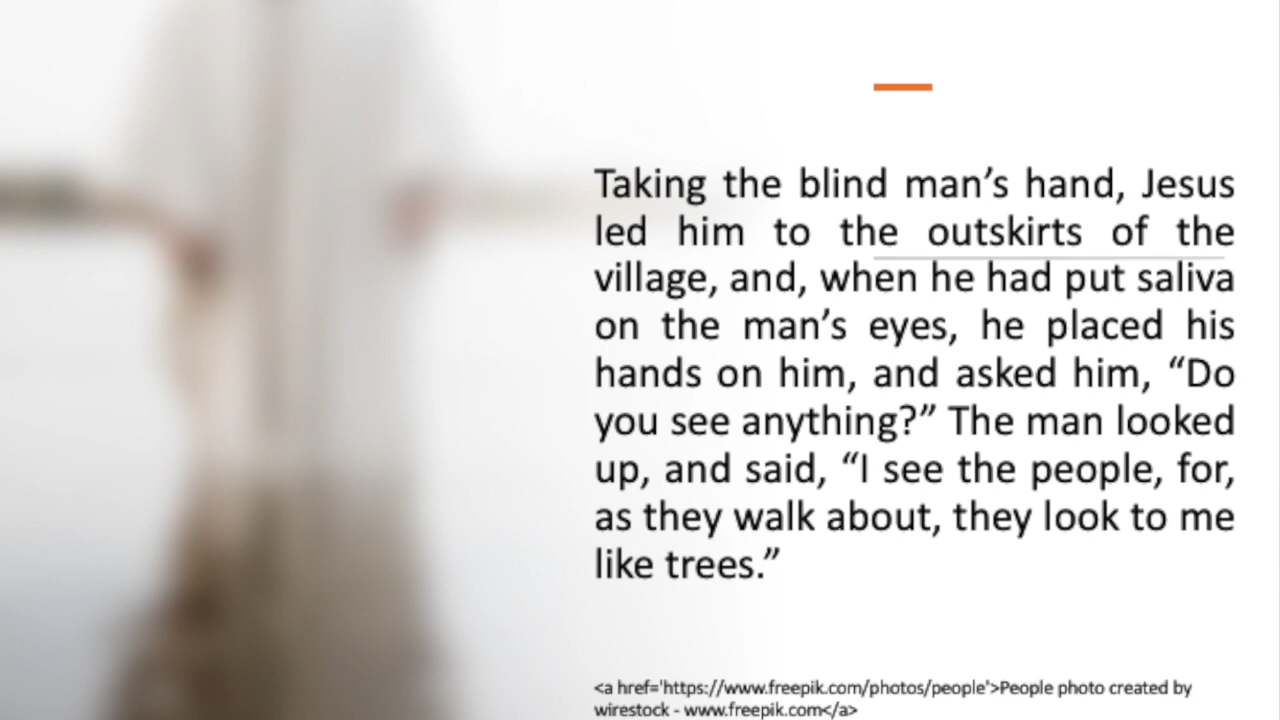 Taking the blind man’s hand, Jesus
led him to the outskirts of the
village, and, when he had put saliva
on the man’s eyes, he placed his
hands on him, and asked him, “Do
you see anything?” The man looked
up, and said, “I see the people, for,
as they walk about, they look to me
like trees.”
<a href='https://www.freepik.com/photos/people'>People photo created by
wirestock - www.freepik.com</a>